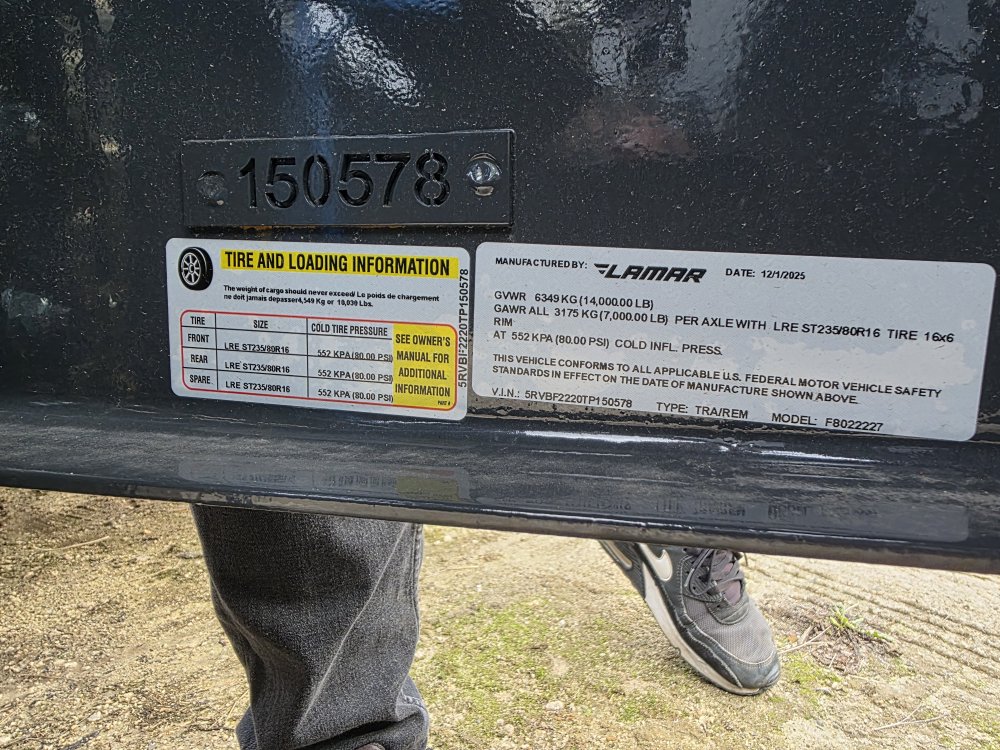 150578
TIRE AND LOADING INFORMATION
The weight of cargo should never exceed/ Le poids de chargement
ne doit jamais depasser4,549 Kg or 10,030 Lbs.
TIRE SIZE COLD TIRE PRESSURE
FRONT LRE ST235/80R16 552 KPA(80.00 PSI)
REAR LRE ST235/80R16 552 KPA(80.00 PSI)
SPARE LRE ST235/80R16 552 KPA (80.00 PSI)
SEE OWNER'S
MANUAL FOR
ADDITIONAL
INFORMATION
PART #
5RVBF2220TP150578
MANUFACTURED BY: LAMAR DATE: 12/1/2025
GVWR 6349 KG (14,000.00 LB)
GAWR ALL 3175 KG(7,000.00 LB) PER AXLE WITH LRE ST235/80R16 TIRE 16x6
RIM
AT 552 KPA (80.00 PSI) COLD INFL. PRESS.
THIS VEHICLE CONFORMS TO ALL APPLICABLE U.S. FEDERAL MOTOR VEHICLE SAFETY
STANDARDS IN EFFECT ON THE DATE OF MANUFACTURE SHOWN ABOVE.
V.I.N.: 5RVBF2220TP150578 TYPE: TRA/REM MODEL: F8022227